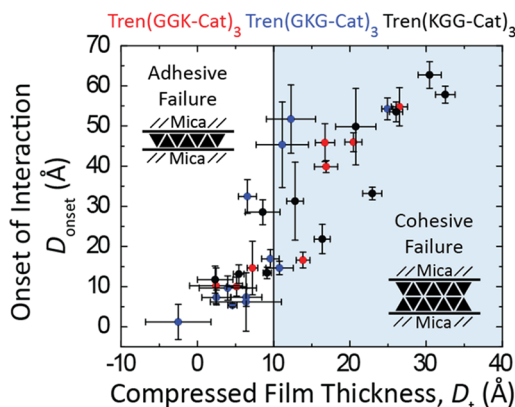 Tren(GGK-Cat)3 Tren(GKG-Cat)3 Tren(KGG-Cat)3
70
60
50
40
30
20
10
0
Onset of Interaction
Donset (Å)
Adhesive
Failure
Mica
Mica
Cohesive
Failure
Mica
Mica
-10 0 10 20 30 40
Compressed Film Thickness, Dt (Å)